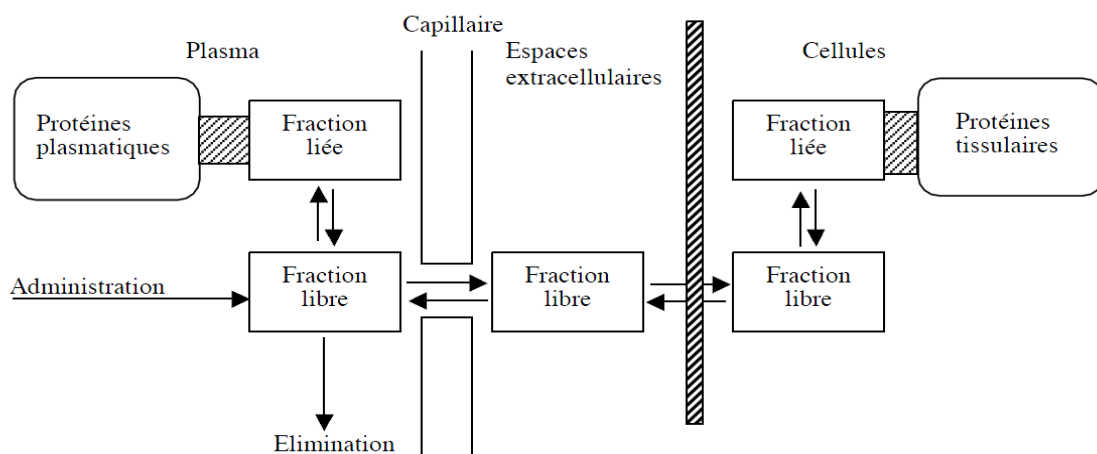 Capillaire
Plasma
Espaces
extracellulaires
Cellules
Protéines
plasmatiques
Fraction
liée
Fraction
liée
Protéines
tissulaires
Administration
Fraction
libre
Fraction
libre
Fraction
libre
Elimination